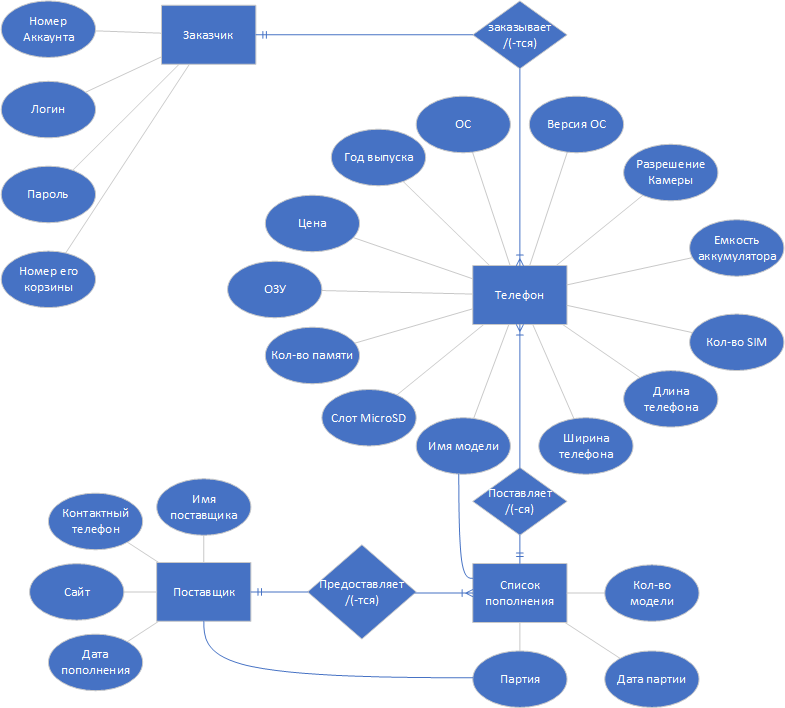 Номер
Аккаунта
Заказчик
заказывает
/(-тся)
Логин
ОС
Версия ОС
Год выпуска
Разрешение
Камеры
Пароль
Цена
Емкость
аккумулятора
Номер его
корзины
ОЗУ
Телефон
Кол-во памяти
Кол-во SIM
Длина
телефона
Слот MicroSD
Имя модели
Ширина
телефона
Контактный
телефон
Имя
поставщика
Поставляет
/(-ся)
Сайт
Поставщик
Предоставляет
/(-тся)
Список
пополнения
Кол-во
модели
Дата
пополнения
Партия
Дата партии